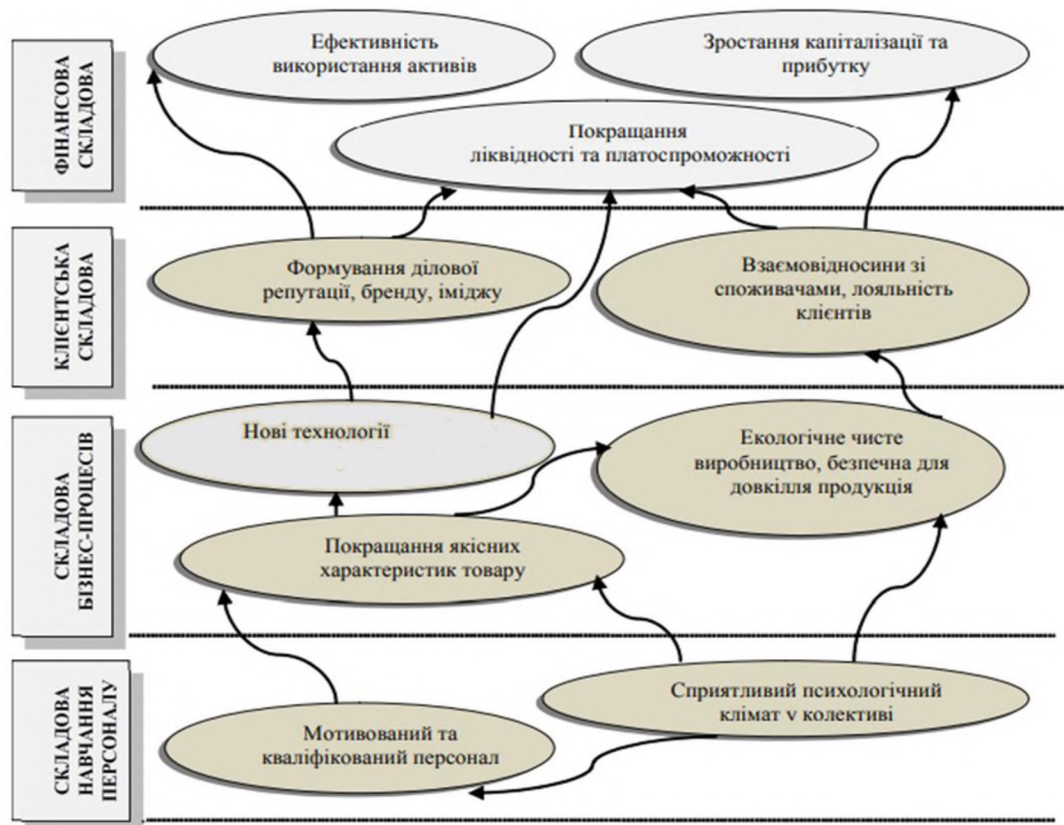 ФІНАНСОВА
СКЛАДОВА
Ефективність
використання активів
Зростання капіталізації та
прибутку
Покращання
ліквідності та платоспроможності
КЛІЄНТСЬКА
СКЛАДОВА
Формування ділової
репутації, бренду, іміджу
Взаємовідносини зі
споживачами, лояльність
клієнтів
СКЛАДОВА
БІЗНЕС-ПРОЦЕСІВ
Нові технології
Екологічне чисте
виробництво, безпечна для
довкілля продукція
Покращання якісних
характеристик товару
СКЛАДОВА
НАВЧАННЯ
ПЕРСОНАЛУ
Сприятливий психологічний
клімат у колективі
Мотивований та
кваліфікований персонал